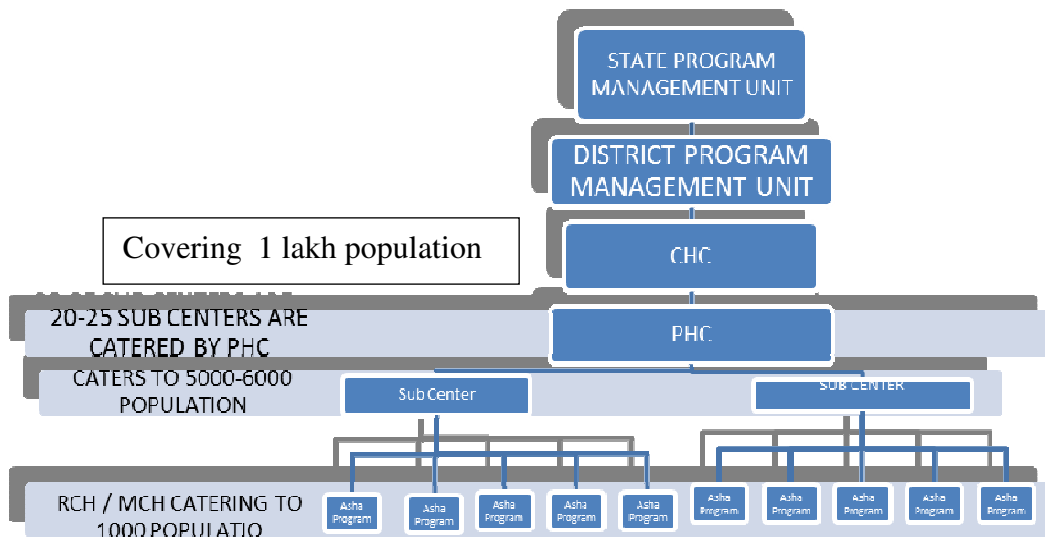 STATE PROGRAM
MANAGEMENT UNIT
DISTRICT PROGRAM
MANAGEMENT UNIT
Covering 1 lakh population
CHC
20-25 SUB CENTERS ARE
CATERED BY PHC
PHC
CATERS TO 5000-6000
POPULATION
Sub Center
SUB CENTER
RCH / MCH CATERING TO
1000 POPULATIO
Asha
Program
Asha
Program
Asha
Program
Asha
Program
Asha
Program
Asha
Program
Asha
Program
Asha
Program
Asha
Program
Asha
Program